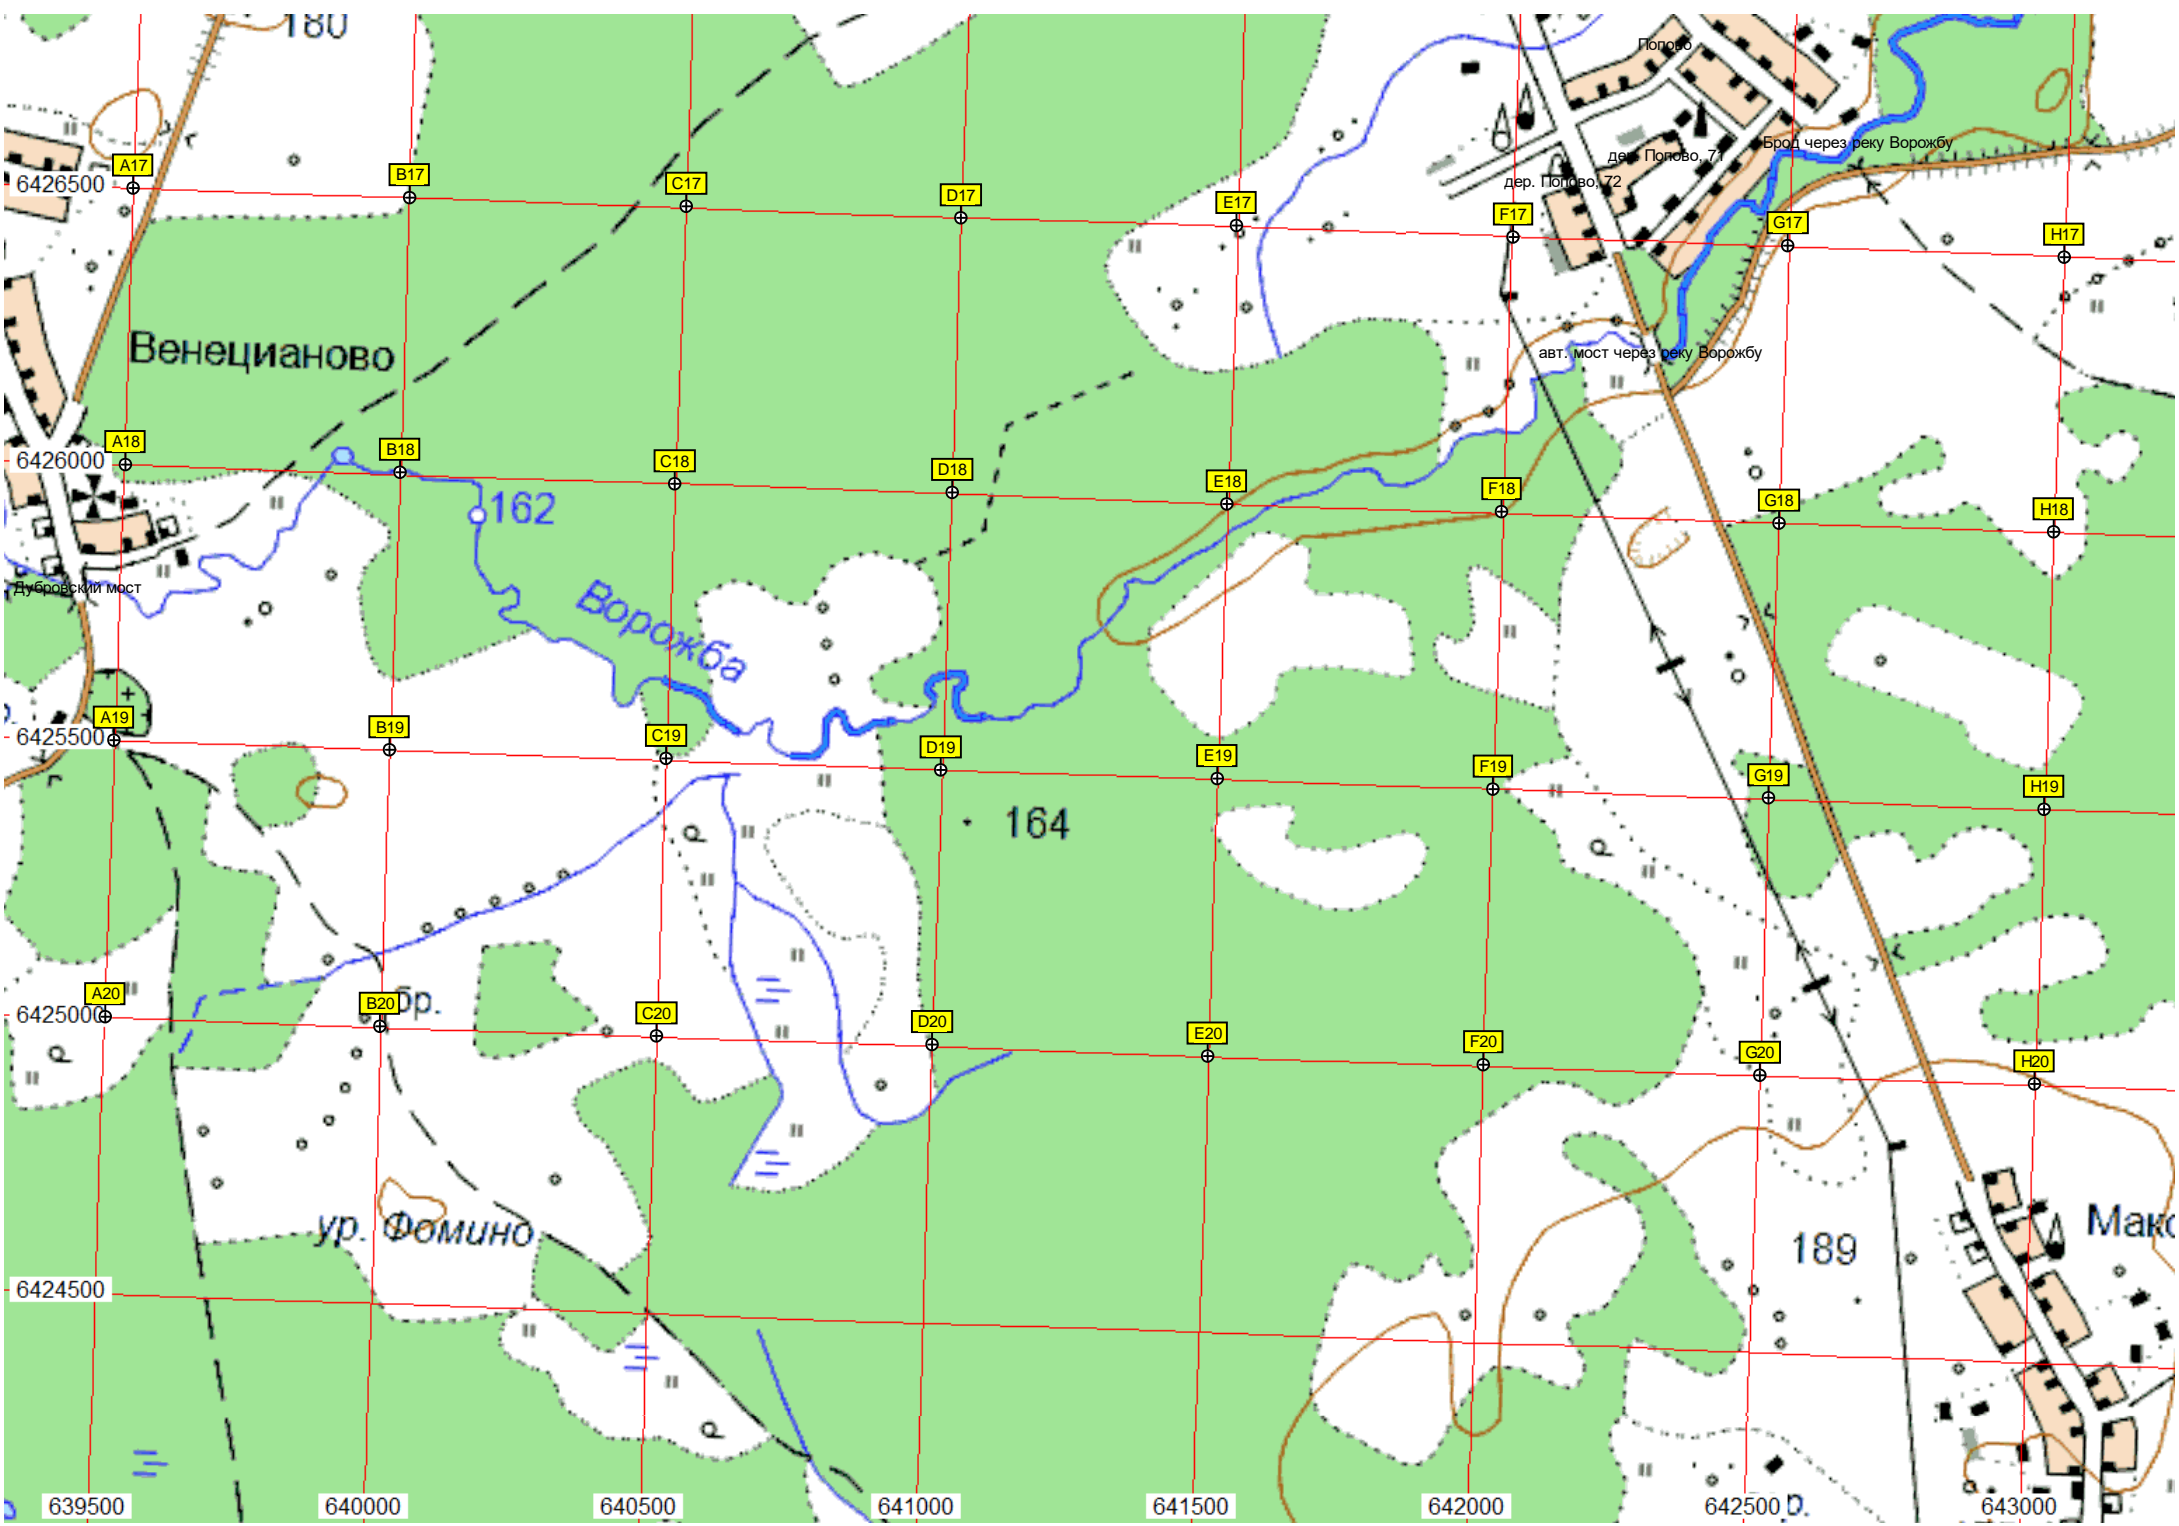 180
Попово
Брод через реку Ворожбу
дер. Попово, 71
дер. Попово, 72
A17
B17
C17
D17
E17
F17
G17
H17
6426500
Венецианово
авт. мост через реку Ворожбу
A18
B18
C18
D18
E18
F18
G18
H18
6426000
162
Дубровский мост
Ворожба
A19
B19
C19
D19
E19
F19
G19
H19
6425500
164
A20
B20
бр.
C20
D20
E20
F20
G20
H20
6425000
ур. Фомино
189
Макс
6424500
639500
640000
640500
641000
641500
642000
642500
р.
643000